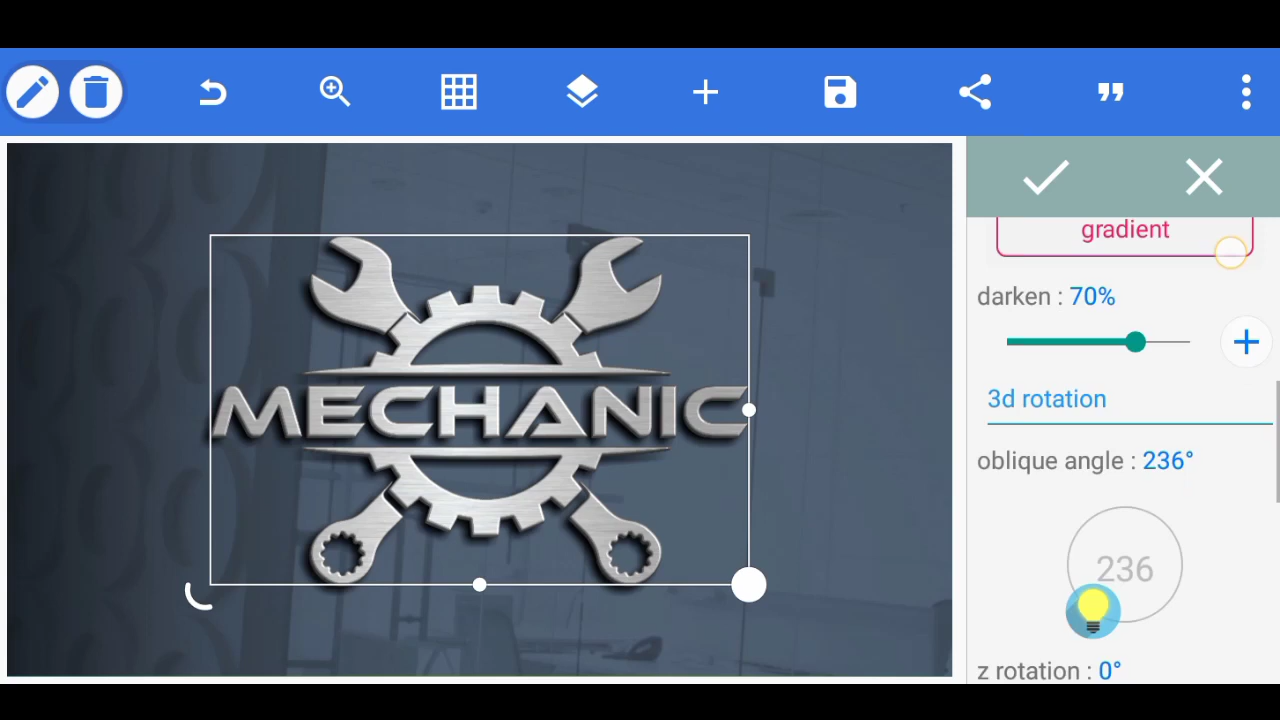 gradient
darken : 70%
3d rotation
MECHANIC
oblique angle : 236°
236
z rotation : 0°